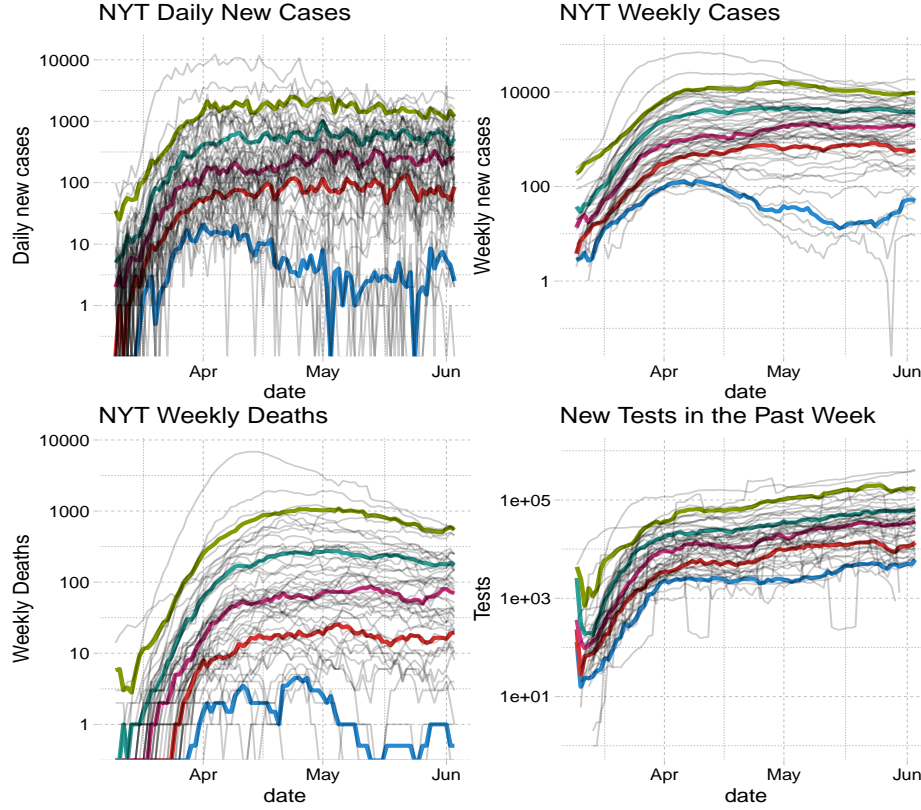 NYT Daily New Cases
10000
1000
100
10
1
Daily new cases
Apr
May
Jun
date
NYT Weekly Cases
10000
100
1
Weekly new cases
Apr
May
Jun
date
NYT Weekly Deaths
10000
1000
100
10
1
Weekly Deaths
Apr
May
Jun
date
New Tests in the Past Week
1e+05
1e+03
1e+01
Tests
Apr
May
Jun
date